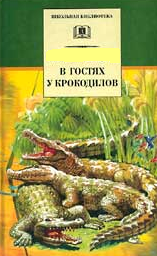 ШКОЛЬНАЯ БИБЛИОТЕКА
В ГОСТЯХ
У КРОКОДИЛОВ